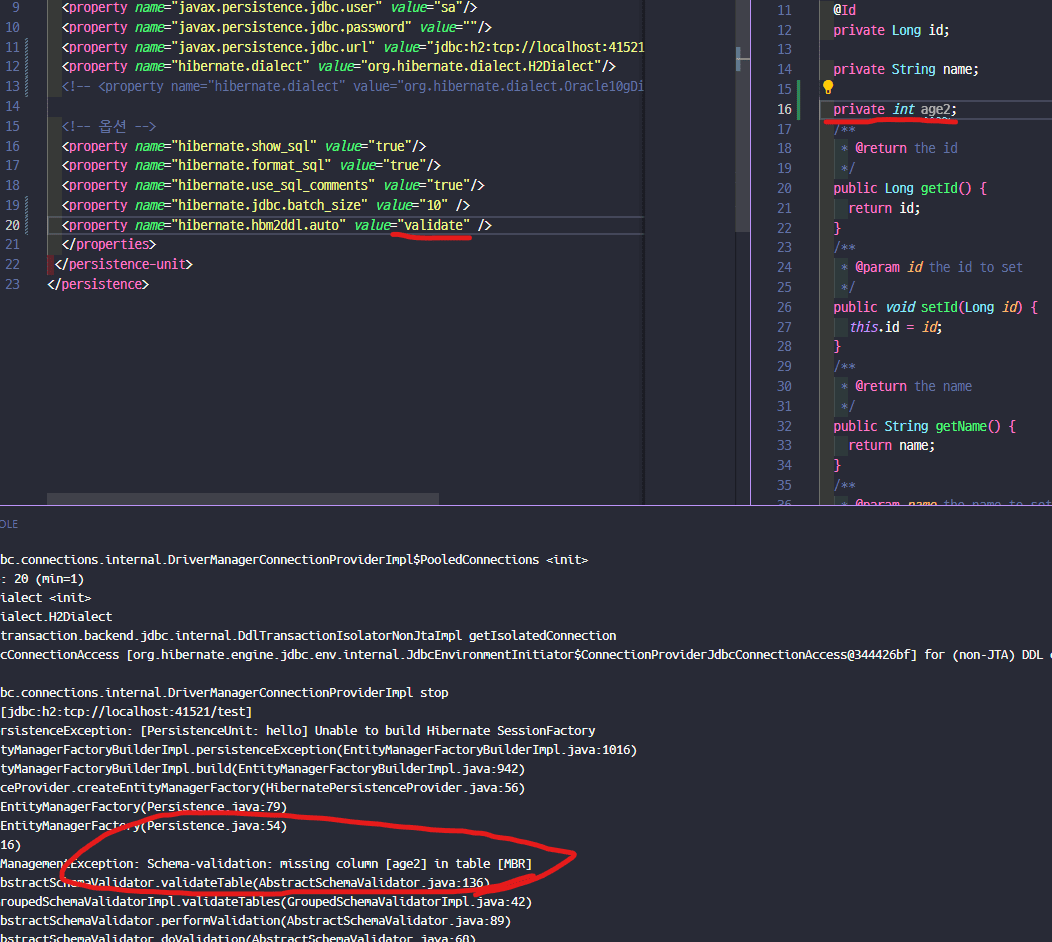 9 <property name="javax.persistence.jdbc.user" value="sa"/>
10 <property name="javax.persistence.jdbc.password" value=""/>
11 <property name="javax.persistence.jdbc.url" value="jdbc:h2:tcp://localhost:41521
12 <property name="hibernate.dialect" value="org.hibernate.dialect.H2Dialect"/>
13 <!-- <property name="hibernate.dialect" value="org.hibernate.dialect.Oracle10gDi
14
15 <!-- 옵션 -->
16 <property name="hibernate.show_sql" value="true"/>
17 <property name="hibernate.format_sql" value="true"/>
18 <property name="hibernate.use_sql_comments" value="true"/>
19 <property name="hibernate.jdbc.batch_size" value="10" />
20 <property name="hibernate.hbm2ddl.auto" value="validate" />
21 </properties>
22 </persistence-unit>
23 </persistence>
11 @Id
12 private Long id;
13
14 private String name;
15
16 private int age2;
17 /**
18 * @return the id
19 */
20 public Long getId() {
21 return id;
22 }
23 /**
24 * @param id the id to set
25 */
26 public void setId(Long id) {
27 this.id = id;
28 }
29 /**
30 * @return the name
31 */
32 public String getName() {
33 return name;
34 }
35 /**
36 * @param name the name to set
OLE
bc.connections.internal.DriverManagerConnectionProviderImpl$PooledConnections <init>
: 20 (min=1)
ialect <init>
ialect.H2Dialect
transaction.backend.jdbc.internal.DdlTransactionIsolatorNonJtaImpl getIsolatedConnection
cConnectionAccess [org.hibernate.engine.jdbc.env.internal.JdbcEnvironmentInitiator$ConnectionProviderJdbcConnectionAccess@344426bf] for (non-JTA) DDL
bc.connections.internal.DriverManagerConnectionProviderImpl stop
[jdbc:h2:tcp://localhost:41521/test]
rsistenceException: [PersistenceUnit: hello] Unable to build Hibernate SessionFactory
tyManagerFactoryBuilderImpl.persistenceException(EntityManagerFactoryBuilderImpl.java:1016)
tyManagerFactoryBuilderImpl.build(EntityManagerFactoryBuilderImpl.java:942)
ceProvider.createEntityManagerFactory(HibernatePersistenceProvider.java:56)
EntityManagerFactory(Persistence.java:79)
EntityManagerFactory(Persistence.java:54)
16)
ManagementException: Schema-validation: missing column [age2] in table [MBR]
bstractSchemaValidator.validateTable(AbstractSchemaValidator.java:136)
roupedSchemaValidatorImpl.validateTables(GroupedSchemaValidatorImpl.java:42)
bstractSchemaValidator.performValidation(AbstractSchemaValidator.java:89)
bstractSchemaValidator.doValidation(AbstractSchemaValidator.java:68)